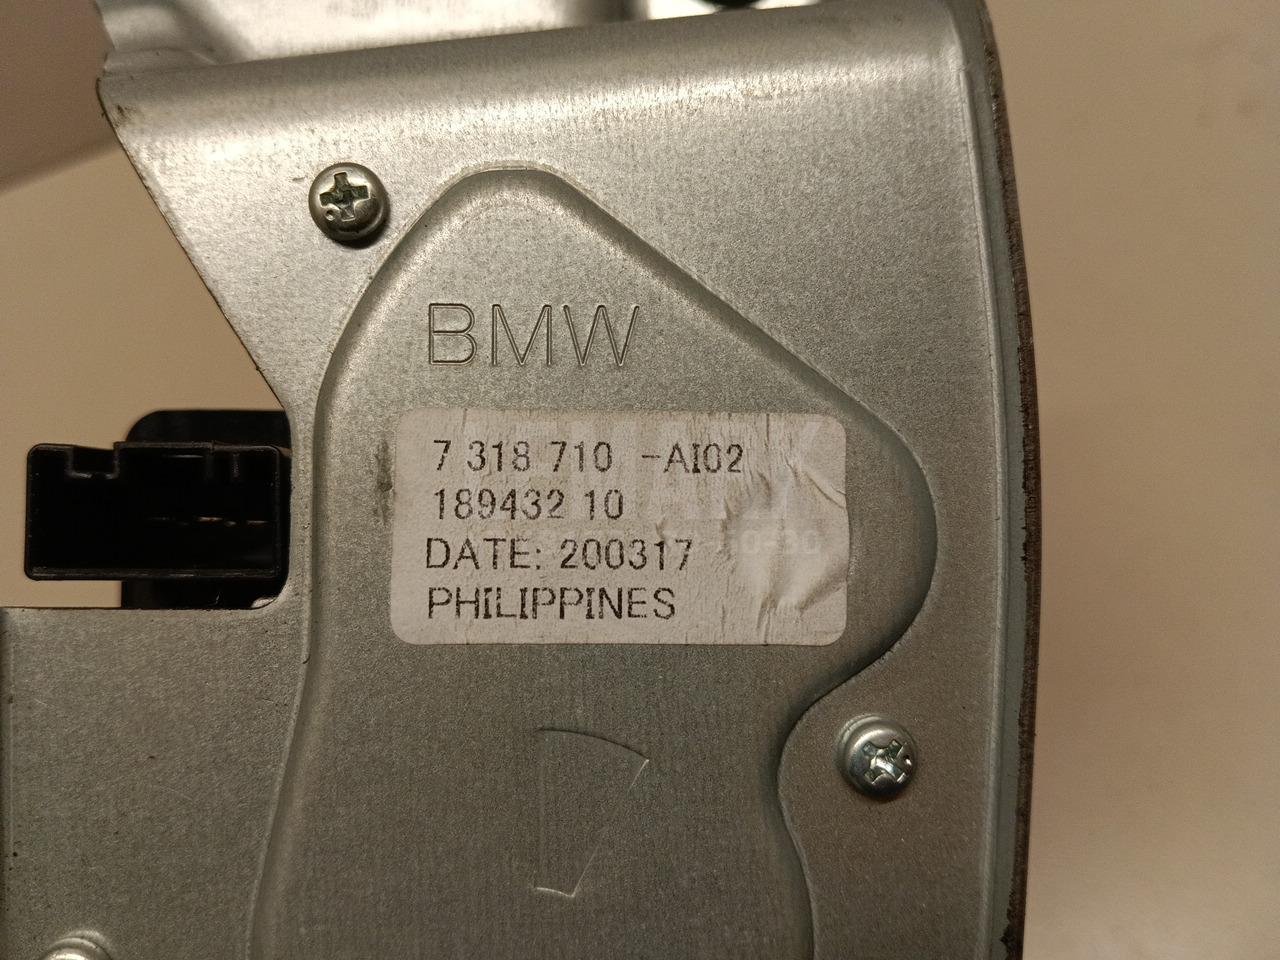 BMW
7 318 710 -AI02
189432 10
DATE: 200317
PHILIPPINES